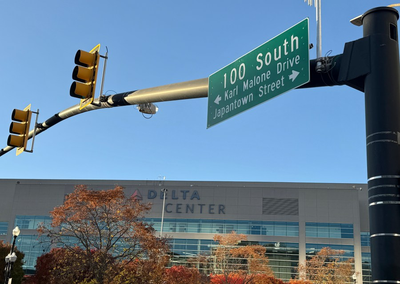 100 South
← Karl Malone Drive
Japantown Street →
DELTA
CENTER